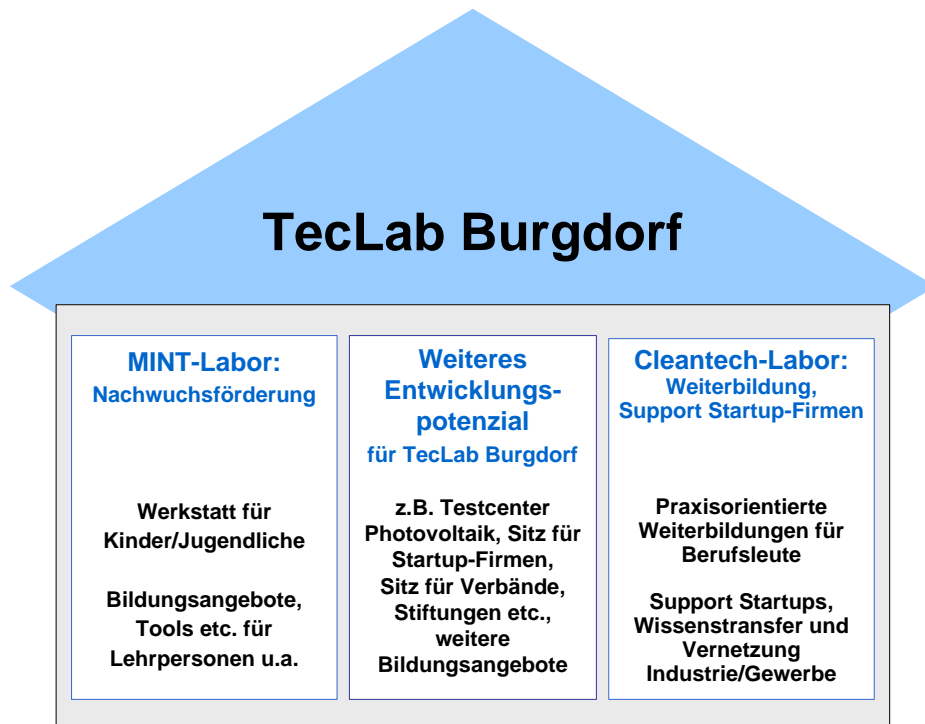 TecLab Burgdorf
MINT-Labor:
Nachwuchsförderung
Werkstatt für
Kinder/Jugendliche
Bildungsangebote,
Tools etc. für
Lehrpersonen u.a.
Weiteres
Entwicklungs-
potenzial
für TecLab Burgdorf
z.B. Testcenter
Photovoltaik, Sitz für
Startup-Firmen,
Sitz für Verbände,
Stiftungen etc.,
weitere
Bildungsangebote
Cleantech-Labor:
Weiterbildung,
Support Startup-Firmen
Praxisorientierte
Weiterbildungen für
Berufsleute
Support Startups,
Wissenstransfer und
Vernetzung
Industrie/Gewerbe